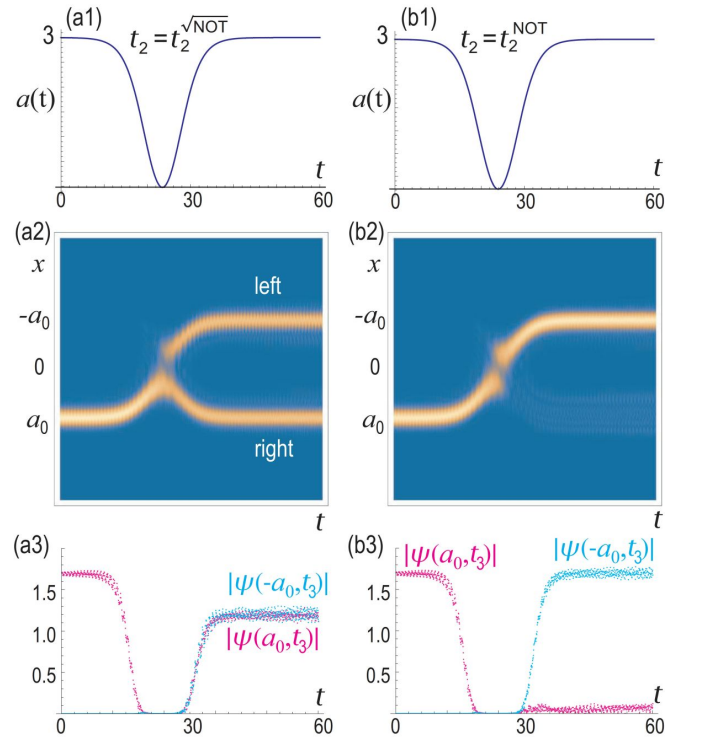 (a1)
3
t₂ = t₂^√NOT
a(t)
t
0
30
60
(b1)
3
t₂ = t₂^NOT
a(t)
t
0
30
60
(a2)
x
-a₀
0
a₀
left
right
t
(b2)
x
-a₀
0
a₀
t
(a3)
1.5
1.0
0.5
|ψ(-a₀,t₃)|
|ψ(a₀,t₃)|
t
0
30
60
(b3)
|ψ(a₀,t₃)|
|ψ(-a₀,t₃)|
1.5
1.0
0.5
t
0
30
60